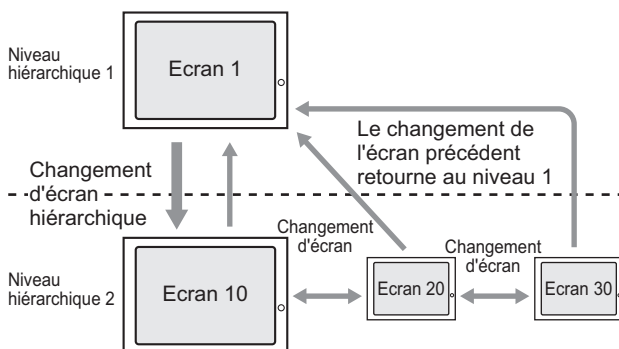 Niveau
hiérarchique 1
Ecran 1
Le changement de
l'écran précédent
retourne au niveau 1
Changement
d'écran
hiérarchique
Changement
d'écran
Changement
d'écran
Niveau
hiérarchique 2
Ecran 10
Ecran 20
Ecran 30